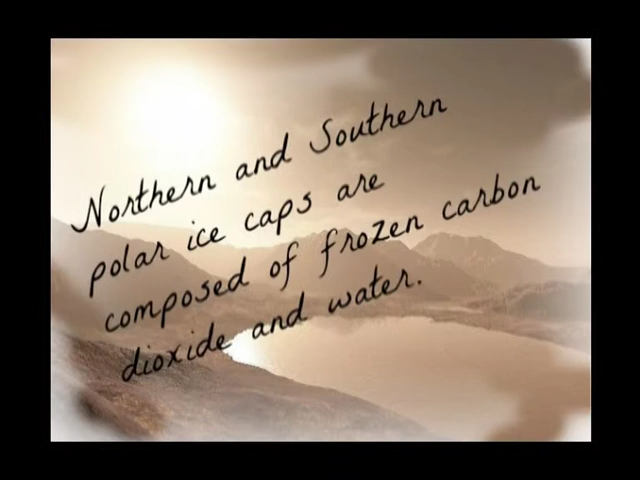 Northern and Southern
polar ice caps are
composed of frozen carbon
dioxide and water.